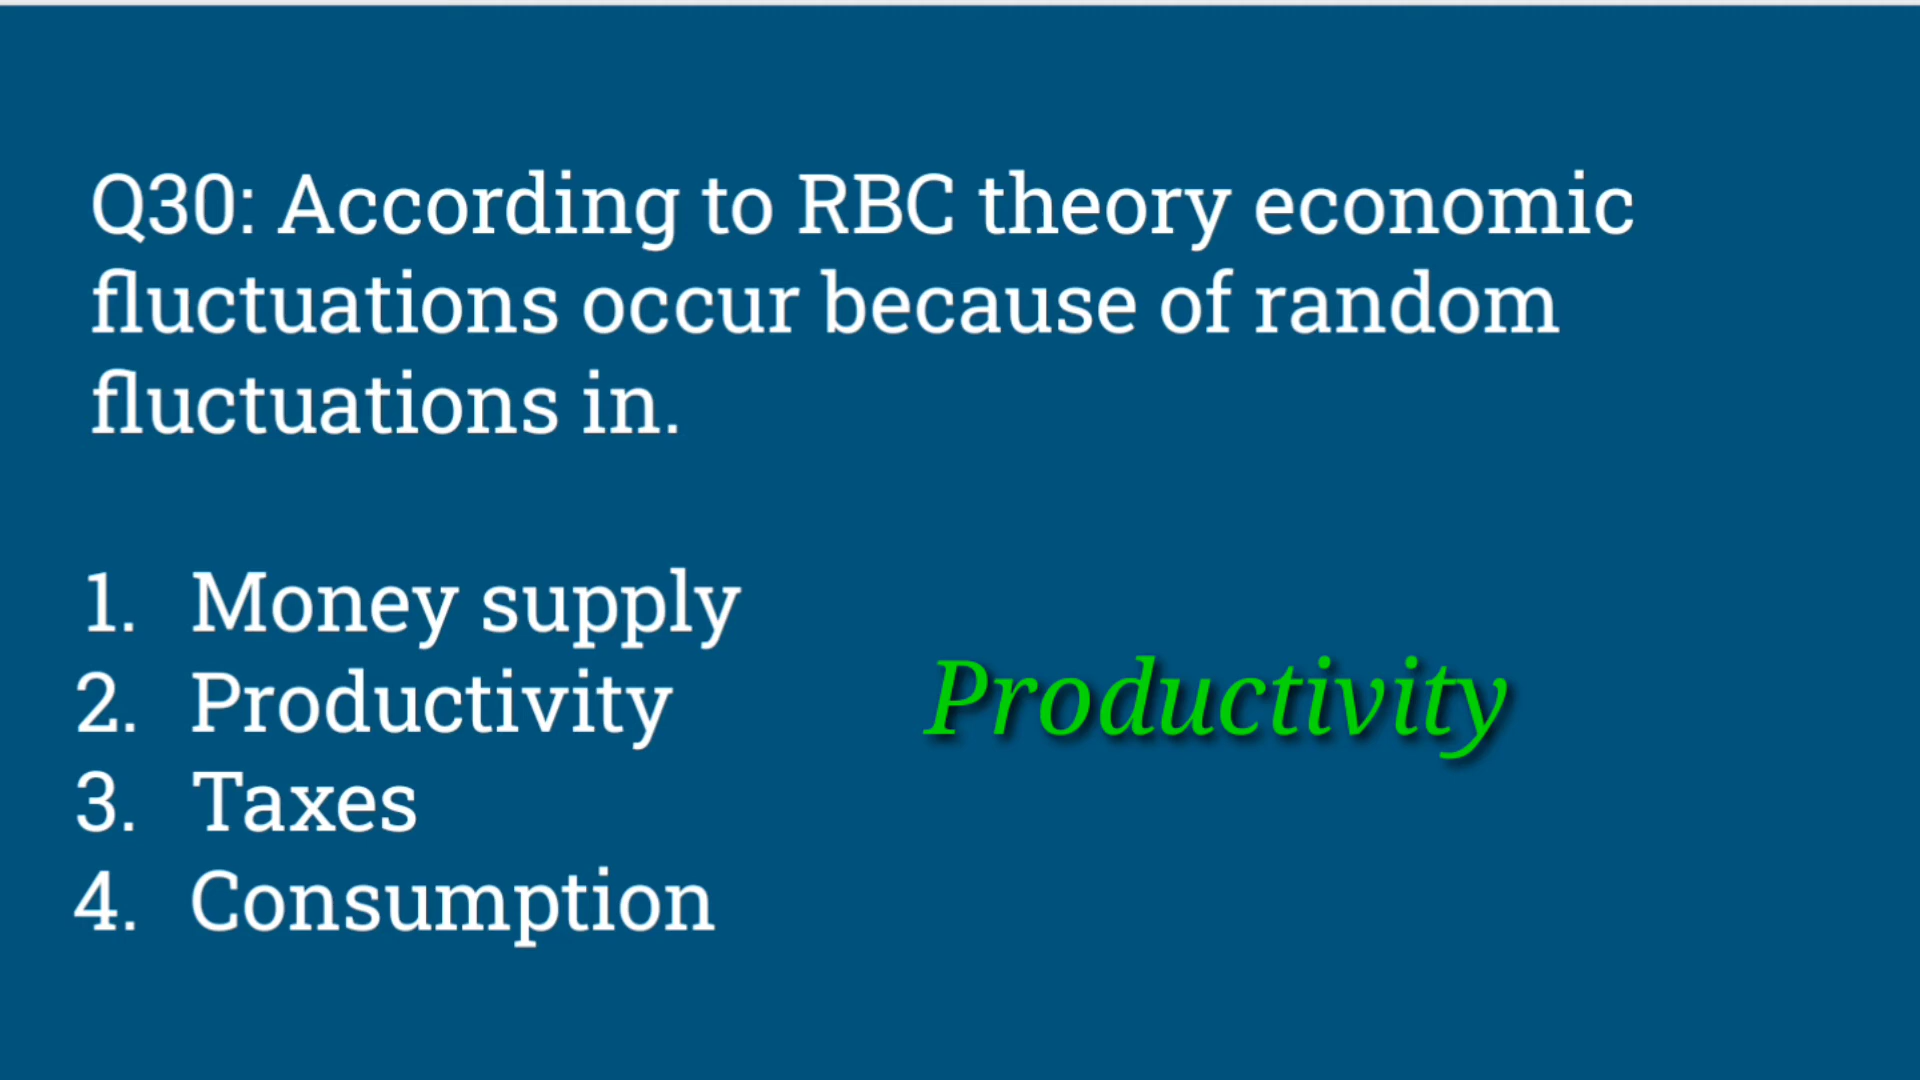 Q30: According to RBC theory economic
fluctuations occur because of random
fluctuations in.
1. Money supply
2. Productivity
Productivity
3. Taxes
4. Consumption